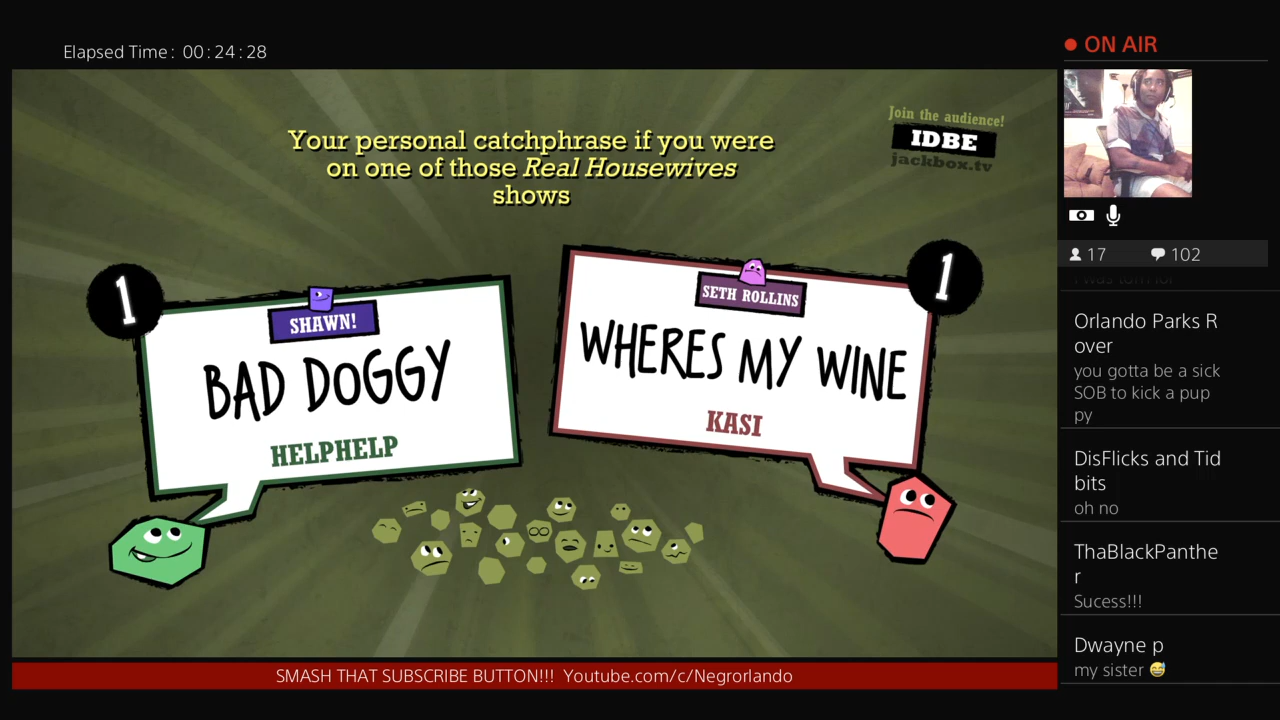 Elapsed Time: 00:24:28
ON AIR
Your personal catchphrase if you were
on one of those Real Housewives
shows
Join the audience!
IDBE
jackbox.tv
1
SHAWN!
BAD DOGGY
HELPHELP
1
SETH ROLLINS
WHERES MY WINE
KASI
17
102
Orlando Parks R
over
you gotta be a sick
SOB to kick a pup
py
DisFlicks and Tid
bits
oh no
ThaBlackPanthe
r
Sucess!!!
Dwayne p
my sister 😅
SMASH THAT SUBSCRIBE BUTTON!!! Youtube.com/c/Negrorlando